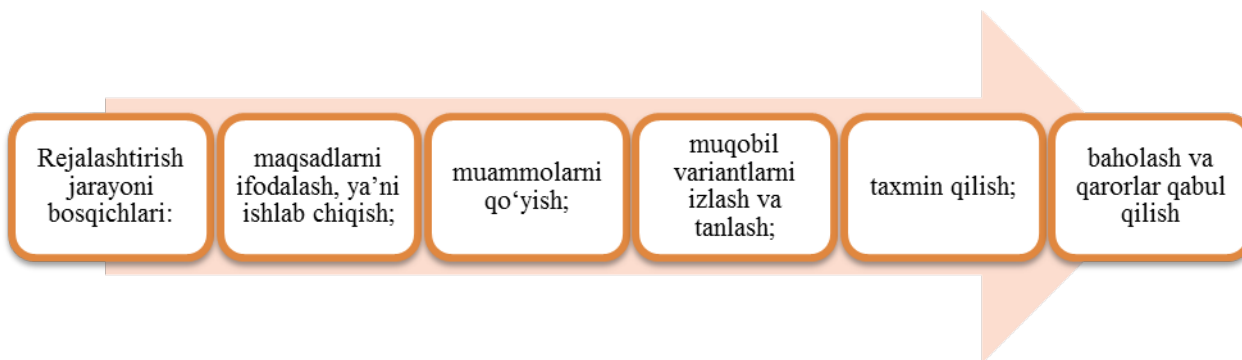 Rejalashtirish
jarayoni
bosqichlari:
maqsadlarni
ifodalash, ya’ni
ishlab chiqish;
muammolarni
qo‘yish;
muqobil
variantlarni
izlash va
tanlash;
taxmin qilish;
baholash va
qarorlar qabul
qilish